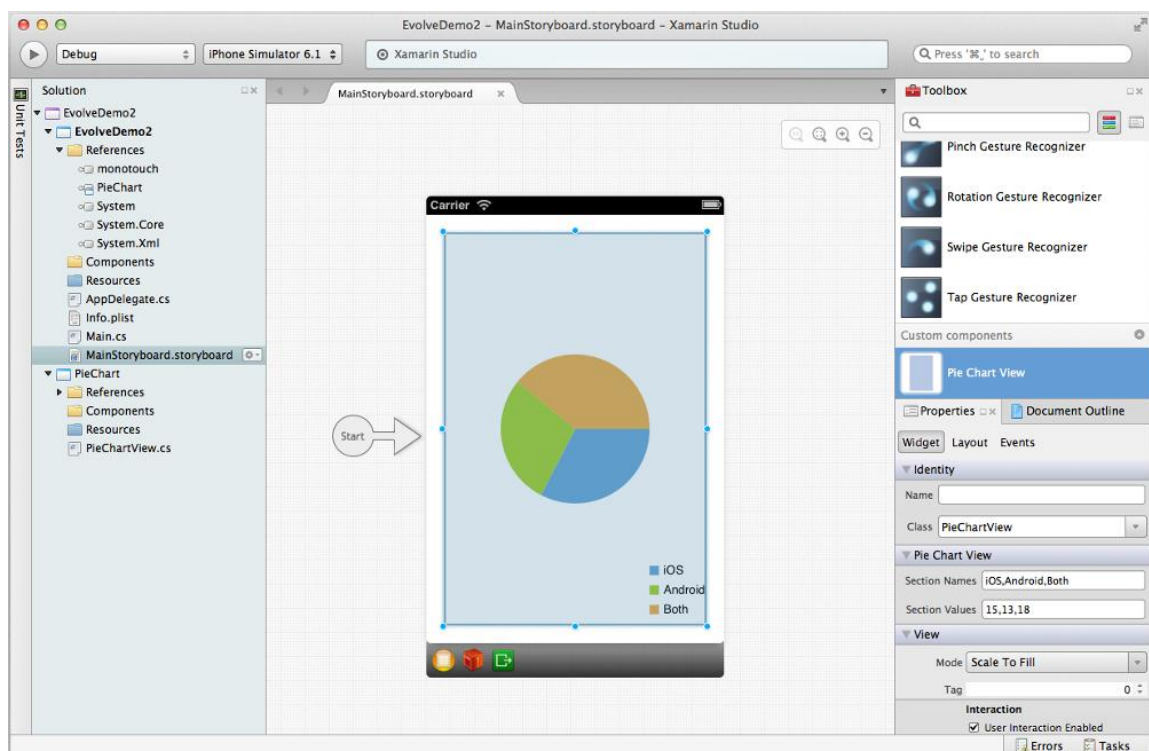 EvolveDemo2 – MainStoryboard.storyboard – Xamarin Studio
Debug
iPhone Simulator 6.1
Xamarin Studio
Press '⌘,' to search
Unit Tests
Solution
EvolveDemo2
EvolveDemo2
References
monotouch
PieChart
System
System.Core
System.Xml
Components
Resources
AppDelegate.cs
Info.plist
Main.cs
MainStoryboard.storyboard
PieChart
References
Components
Resources
PieChartView.cs
MainStoryboard.storyboard
Carrier
Start
iOS
Android
Both
Toolbox
Pinch Gesture Recognizer
Rotation Gesture Recognizer
Swipe Gesture Recognizer
Tap Gesture Recognizer
Custom components
Pie Chart View
Properties
Document Outline
Widget Layout Events
Identity
Name
Class PieChartView
Pie Chart View
Section Names iOS,Android,Both
Section Values 15,13,18
View
Mode Scale To Fill
Tag 0
Interaction
User Interaction Enabled
Errors Tasks